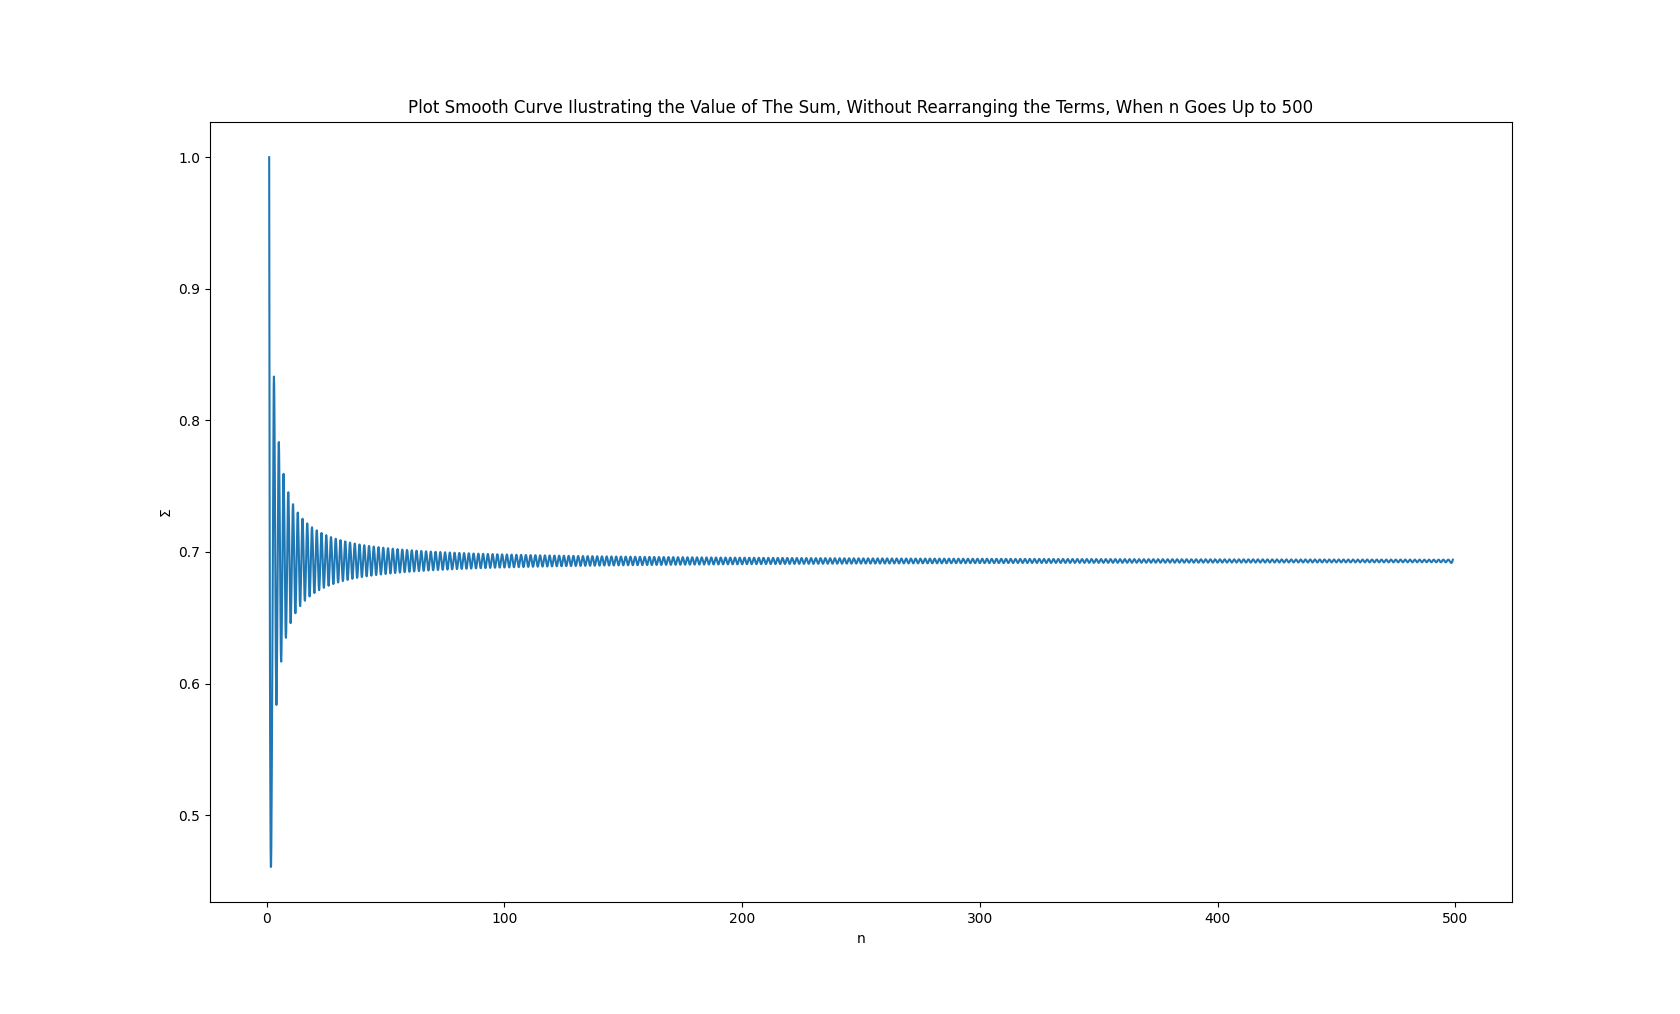 Plot Smooth Curve Ilustrating the Value of The Sum, Without Rearranging the Terms, When n Goes Up to 500
1.0
0.9
0.8
0.7
0.6
0.5
Σ
0 100 200 300 400 500
n